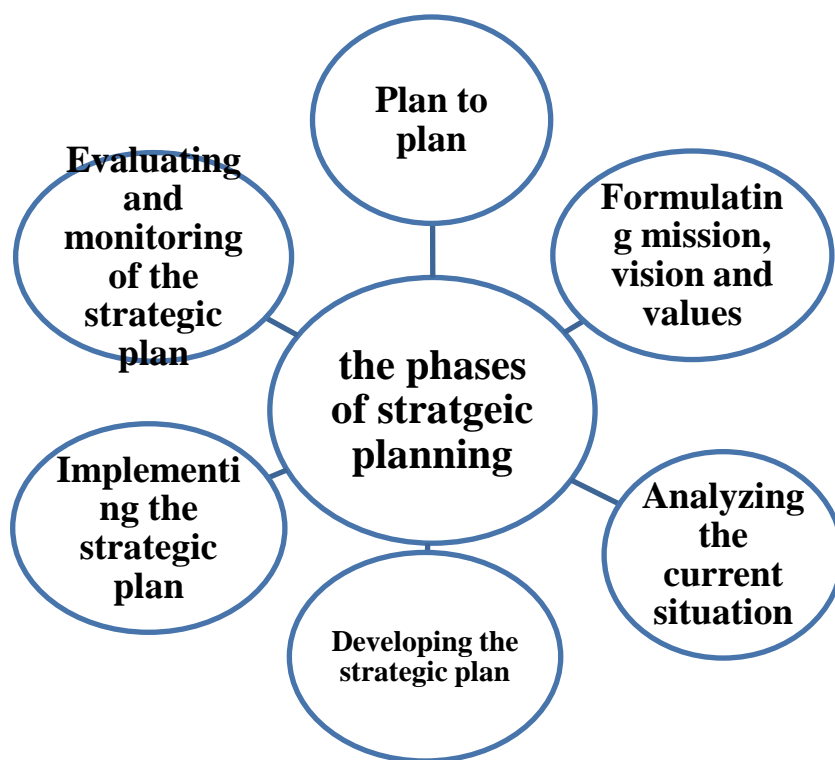 Plan to
plan
Formulatin
g mission,
vision and
values
Analyzing
the
current
situation
Developing the
strategic plan
Implementi
ng the
strategic
plan
Evaluating
and
monitoring
of the
strategic
plan
the phases
of stratgeic
planning